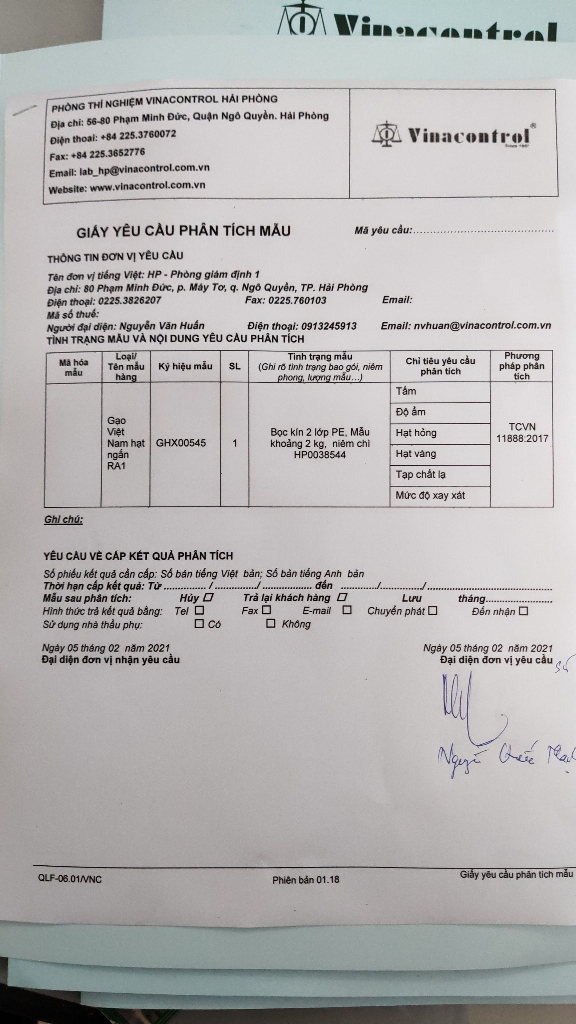 Vinacontrol
PHÒNG THÍ NGHIỆM VINACONTROL HẢI PHÒNG
Địa chỉ: 56-80 Phạm Minh Đức, Quận Ngô Quyền. Hải Phòng
Điện thoại: +84 225.3760072
Fax: +84 225.3652776
Email: lab_hp@vinacontrol.com.vn
Website: www.vinacontrol.com.vn
Vinacontrol®
GIẤY YÊU CẦU PHÂN TÍCH MẪU
Mã yêu cầu:
THÔNG TIN ĐƠN VỊ YÊU CẦU
Tên đơn vị tiếng Việt: HP - Phòng giám định 1
Địa chỉ: 80 Phạm Minh Đức, p. Máy Tơ, q. Ngô Quyền, TP. Hải Phòng
Điện thoại: 0225.3826207 Fax: 0225.760103 Email:
Mã số thuế:
Người đại diện: Nguyễn Văn Huấn Điện thoại: 0913245913 Email: nvhuan@vinacontrol.com.vn
TÌNH TRẠNG MẪU VÀ NỘI DUNG YÊU CẦU PHÂN TÍCH
Mã hóa mẫu
Loại/ Tên mẫu hàng
Ký hiệu mẫu
SL
Tình trạng mẫu
(Ghi rõ tình trạng bao gói, niêm phong, lượng mẫu...)
Chỉ tiêu yêu cầu phân tích
Phương pháp phân tích
Gạo Việt Nam hạt ngắn RA1
GHX00545
1
Bọc kín 2 lớp PE, Mẫu khoảng 2 kg, niêm chì HP0038544
Tấm
Độ ẩm
Hạt hỏng
Hạt vàng
Tạp chất lạ
Mức độ xay xát
TCVN 11888:2017
Ghi chú:
YÊU CẦU VỀ CẤP KẾT QUẢ PHÂN TÍCH
Số phiếu kết quả cần cấp: Số bản tiếng Việt bản; Số bản tiếng Anh bản
Thời hạn cấp kết quả: Từ ............ / ............/ ............ đến ............/............/............
Mẫu sau phân tích: Hủy Trả lại khách hàng Lưu tháng............
Hình thức trả kết quả bằng: Tel Fax E-mail Chuyển phát Đến nhận
Sử dụng nhà thầu phụ: Có Không
Ngày 05 tháng 02 năm 2021 Ngày 05 tháng 02 năm 2021
Đại diện đơn vị nhận yêu cầu Đại diện đơn vị yêu cầu
QLF-06.01/VNC Phiên bản 01.18 Giấy yêu cầu phân tích mẫu